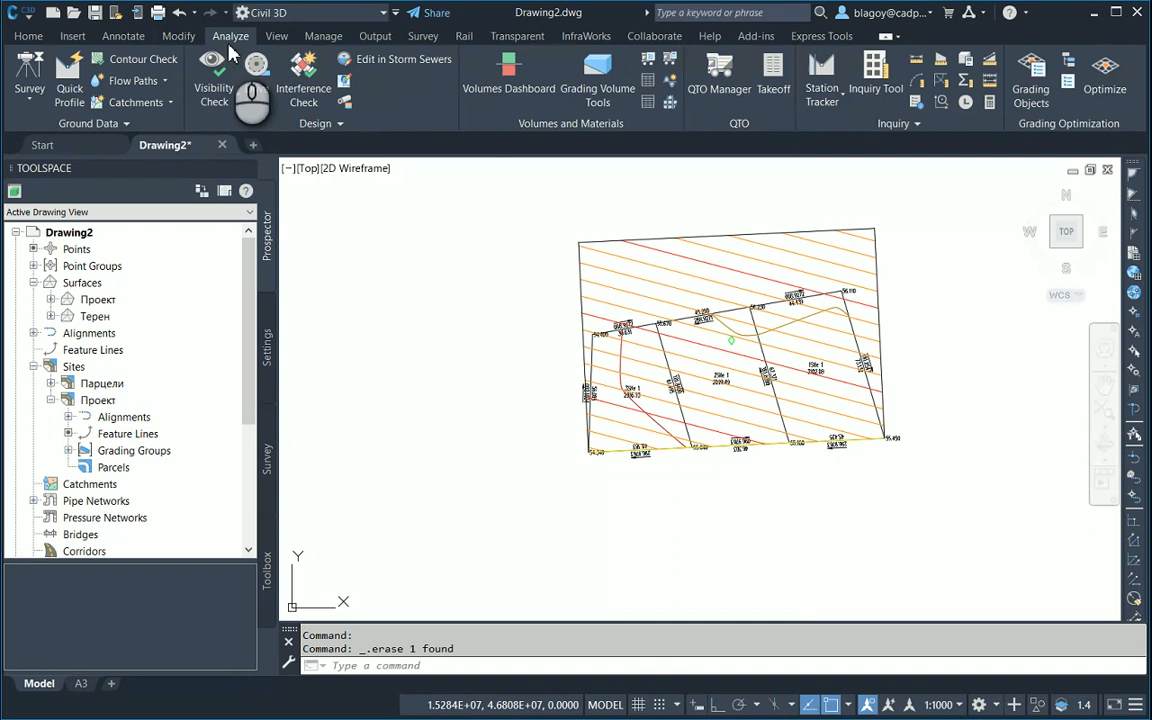 C3D
Civil 3D
Share
Drawing2.dwg
Type a keyword or phrase
blagoy@cadp...
Home Insert Annotate Modify Analyze View Manage Output Survey Rail Transparent InfraWorks Collaborate Help Add-ins Express Tools
Survey
Quick Profile
Contour Check
Flow Paths
Catchments
Ground Data
Visibility Check
Interference Check
Edit in Storm Sewers
Design
Volumes Dashboard
Grading Volume Tools
Volumes and Materials
QTO Manager
Takeoff
QTO
Station Tracker
Inquiry Tool
Inquiry
Grading Objects
Optimize
Grading Optimization
Start
Drawing2*
TOOLSPACE
Active Drawing View
Drawing2
Points
Point Groups
Surfaces
Проект
Терен
Alignments
Feature Lines
Sites
Парцели
Проект
Alignments
Feature Lines
Grading Groups
Parcels
Catchments
Pipe Networks
Pressure Networks
Bridges
Corridors
Prospector
Settings
Survey
Toolbox
[−][Top][2D Wireframe]
N
W TOP E
S
WCS
Y
X
Command:
Command: _.erase 1 found
Type a command
Model A3
1.5284E+07, 4.6808E+07, 0.0000 MODEL 1:1000 1.4